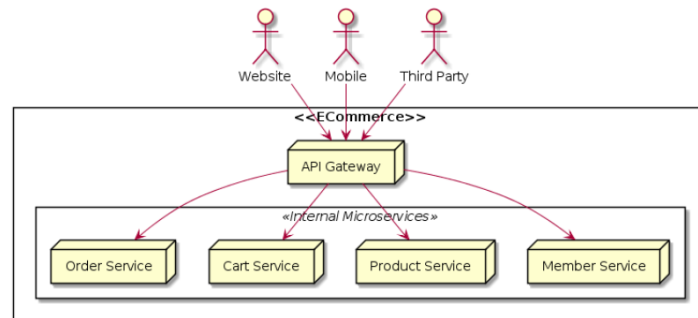 Website
Mobile
Third Party
<<ECommerce>>
API Gateway
«Internal Microservices»
Order Service
Cart Service
Product Service
Member Service